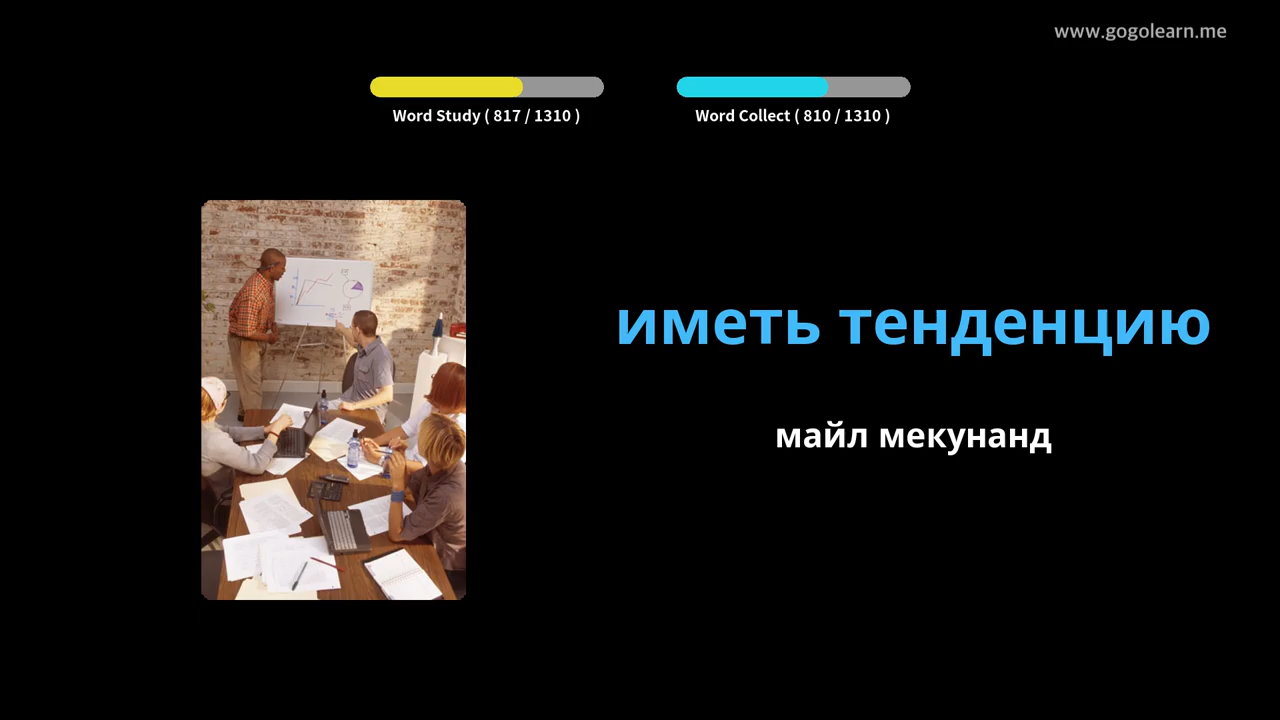 www.gogolearn.me
Word Study ( 817 / 1310 )
Word Collect ( 810 / 1310 )
иметь тенденцию
майл мекунанд